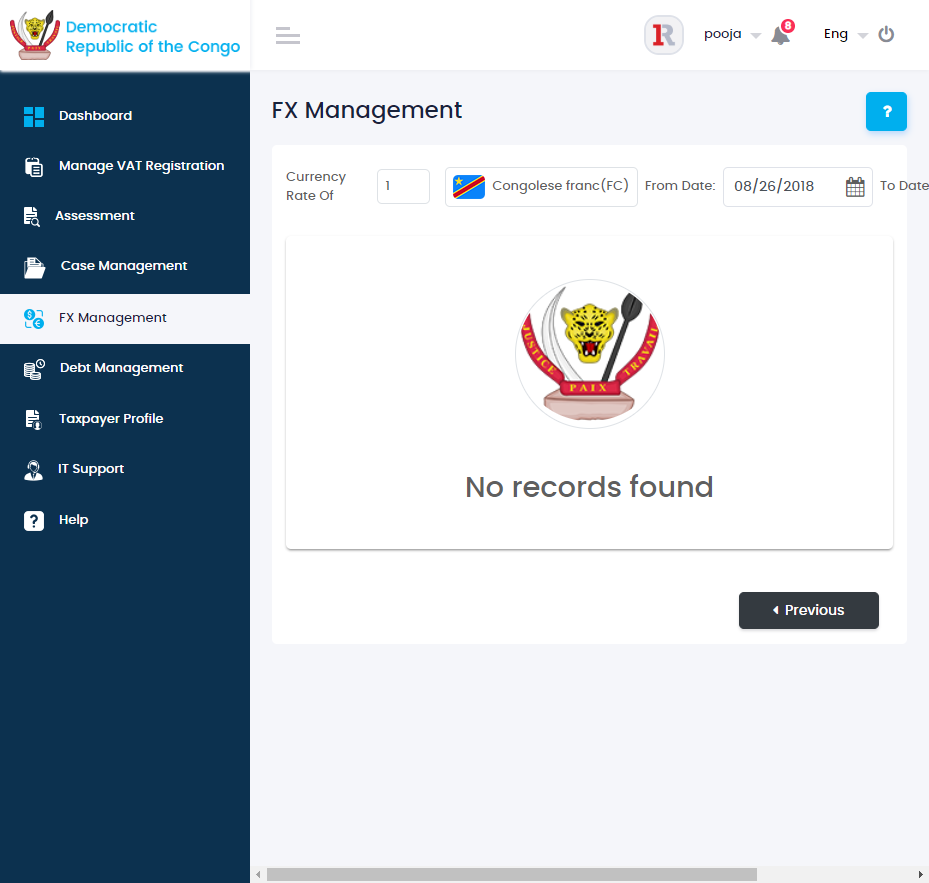 Democratic
Republic of the Congo
pooja
8
Eng
Dashboard
Manage VAT Registration
Assessment
Case Management
FX Management
Debt Management
Taxpayer Profile
IT Support
? Help
FX Management
?
Currency
Rate Of
1
Congolese franc(FC)
From Date:
08/26/2018
To Date
JUSTICE PAIX TRAVAIL
No records found
Previous